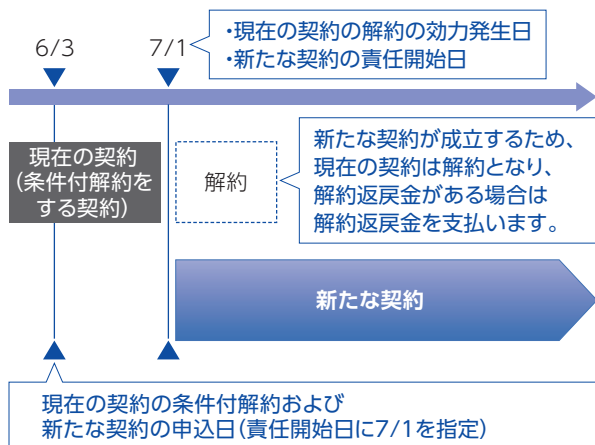 6/3
7/1
・現在の契約の解約の効力発生日
・新たな契約の責任開始日
現在の契約
(条件付解約を
する契約)
解約
新たな契約が成立するため、
現在の契約は解約となり、
解約返戻金がある場合は
解約返戻金を支払います。
新たな契約
現在の契約の条件付解約および
新たな契約の申込日(責任開始日に7/1を指定)